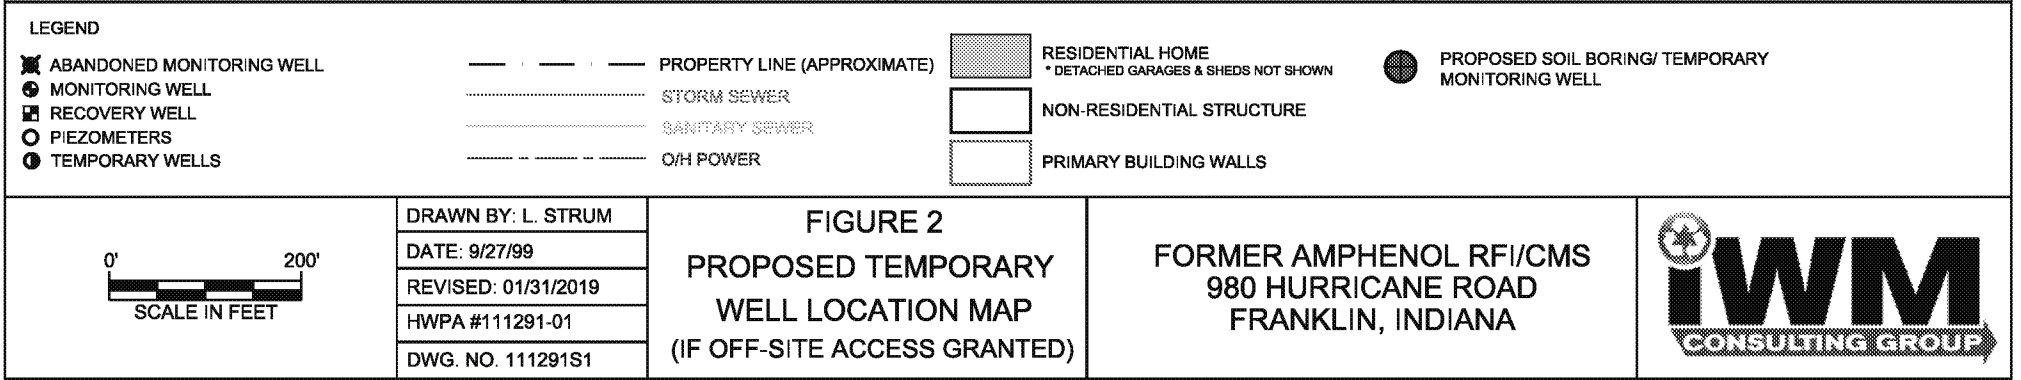 LEGEND
ABANDONED MONITORING WELL
MONITORING WELL
RECOVERY WELL
PIEZOMETERS
TEMPORARY WELLS
PROPERTY LINE (APPROXIMATE)
STORM SEWER
SANITARY SEWER
O/H POWER
RESIDENTIAL HOME
* DETACHED GARAGES & SHEDS NOT SHOWN
NON-RESIDENTIAL STRUCTURE
PRIMARY BUILDING WALLS
PROPOSED SOIL BORING/ TEMPORARY
MONITORING WELL
0' 200'
SCALE IN FEET
DRAWN BY: L. STRUM
DATE: 9/27/99
REVISED: 01/31/2019
HWPA #111291-01
DWG. NO. 111291S1
FIGURE 2
PROPOSED TEMPORARY
WELL LOCATION MAP
(IF OFF-SITE ACCESS GRANTED)
FORMER AMPHENOL RFI/CMS
980 HURRICANE ROAD
FRANKLIN, INDIANA
iWM
CONSULTING GROUP